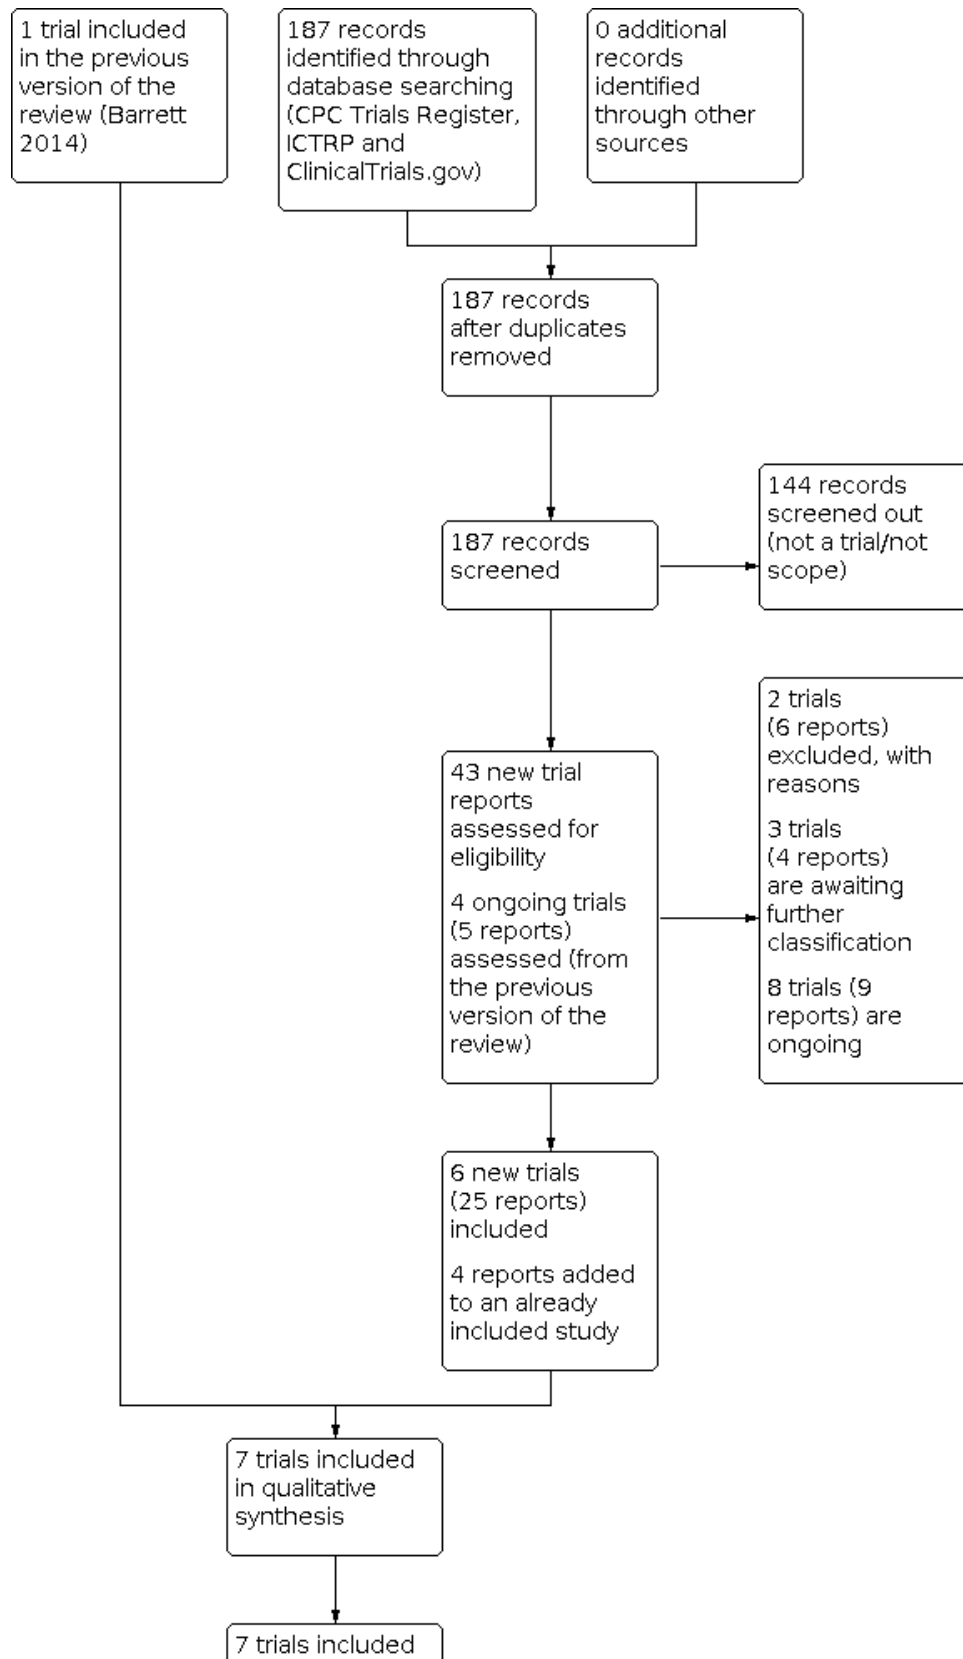 1 trial included
in the previous
version of the
review (Barrett
2014)
187 records
identified through
database searching
(CPC Trials Register,
ICTRP and
ClinicalTrials.gov)
0 additional
records
identified
through other
sources
187 records
after duplicates
removed
187 records
screened
144 records
screened out
(not a trial/not
scope)
43 new trial
reports
assessed for
eligibility
4 ongoing trials
(5 reports)
assessed (from
the previous
version of the
review)
2 trials
(6 reports)
excluded, with
reasons
3 trials
(4 reports)
are awaiting
further
classification
8 trials (9
reports) are
ongoing
6 new trials
(25 reports)
included
4 reports added
to an already
included study
7 trials included
in qualitative
synthesis
7 trials included